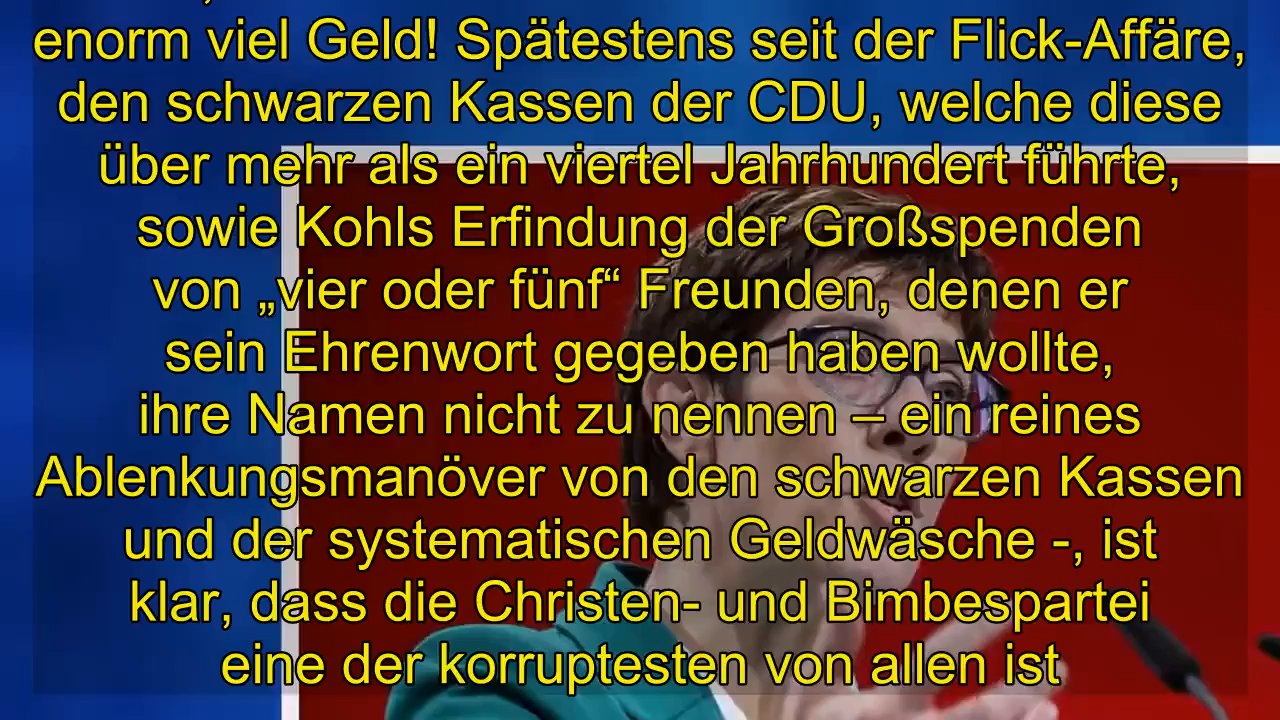 enorm viel Geld! Spätestens seit der Flick-Affäre,
den schwarzen Kassen der CDU, welche diese
über mehr als ein viertel Jahrhundert führte,
sowie Kohls Erfindung der Großspenden
von „vier oder fünf“ Freunden, denen er
sein Ehrenwort gegeben haben wollte,
ihre Namen nicht zu nennen – ein reines
Ablenkungsmanöver von den schwarzen Kassen
und der systematischen Geldwäsche -, ist
klar, dass die Christen- und Bimbespartei
eine der korruptesten von allen ist